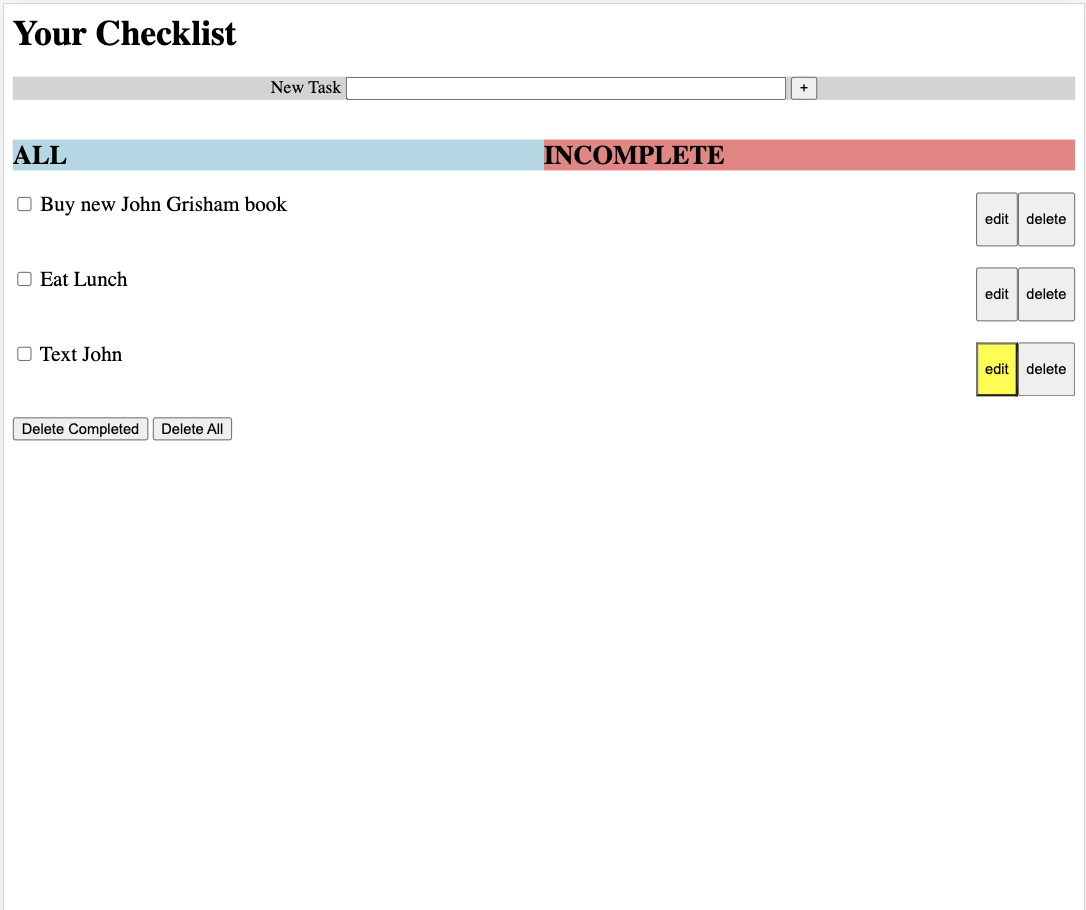 Your Checklist
New Task +
ALL INCOMPLETE
Buy new John Grisham book edit delete
Eat Lunch edit delete
Text John edit delete
Delete Completed Delete All